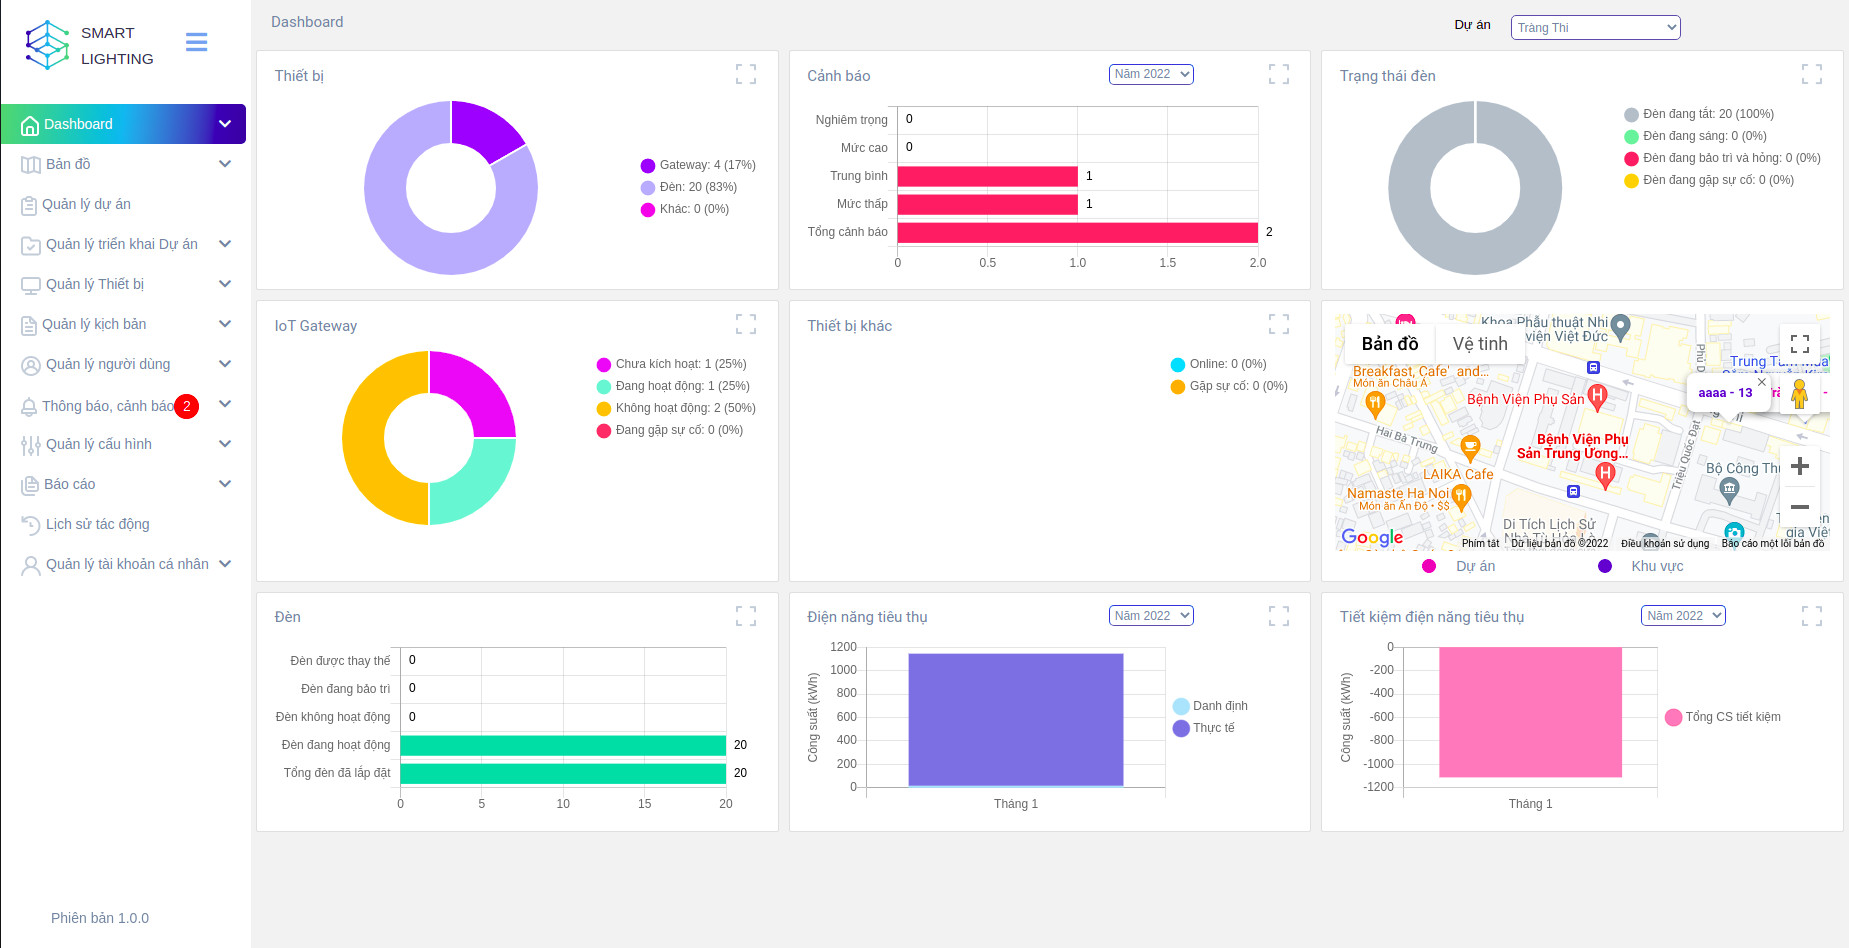 SMART
LIGHTING
Dashboard
Bản đồ
Quản lý dự án
Quản lý triển khai Dự án
Quản lý Thiết bị
Quản lý kịch bản
Quản lý người dùng
Thông báo, cảnh báo 2
Quản lý cấu hình
Báo cáo
Lịch sử tác động
Quản lý tài khoản cá nhân
Phiên bản 1.0.0
Dashboard
Dự án
Tràng Thi
Thiết bị
Gateway: 4 (17%)
Đèn: 20 (83%)
Khác: 0 (0%)
Cảnh báo
Năm 2022
Nghiêm trọng 0
Mức cao 0
Trung bình 1
Mức thấp 1
Tổng cảnh báo 2
0 0.5 1.0 1.5 2.0
Trạng thái đèn
Đèn đang tắt: 20 (100%)
Đèn đang sáng: 0 (0%)
Đèn đang bảo trì và hỏng: 0 (0%)
Đèn đang gặp sự cố: 0 (0%)
IoT Gateway
Chưa kích hoạt: 1 (25%)
Đang hoạt động: 1 (25%)
Không hoạt động: 2 (50%)
Đang gặp sự cố: 0 (0%)
Thiết bị khác
Online: 0 (0%)
Gặp sự cố: 0 (0%)
Khoa Phẫu thuật Nhi
viện Việt Đức
Bản đồ
Vệ tinh
Breakfast, Cafe' and...
Món ăn Châu Á
Bệnh Viện Phụ Sản
aaaa - 13
Hai Bà Trưng
Bệnh Viện Phụ
Sản Trung Ương...
Triệu Quốc Đạt
LAIKA Cafe
Bộ Công Thư
Namaste Ha Noi
Món ăn Ấn Độ • $$
Di Tích Lịch Sử
gia Việ
Google
Phím tắt
Dữ liệu bản đồ ©2022
Điều khoản sử dụng
Báo cáo một lỗi bản đồ
Dự án
Khu vực
Đèn
Đèn được thay thế 0
Đèn đang bảo trì 0
Đèn không hoạt động 0
Đèn đang hoạt động 20
Tổng đèn đã lắp đặt 20
0 5 10 15 20
Điện năng tiêu thụ
Năm 2022
Công suất (kWh)
1200
1000
800
600
400
200
0
Tháng 1
Danh định
Thực tế
Tiết kiệm điện năng tiêu thụ
Năm 2022
Công suất (kWh)
0
-200
-400
-600
-800
-1000
-1200
Tháng 1
Tổng CS tiết kiệm